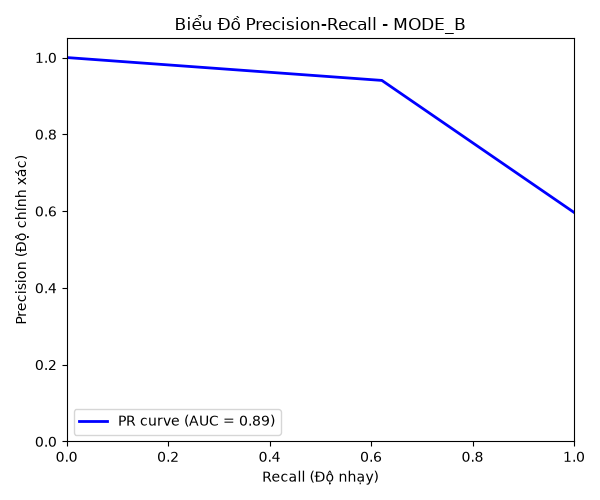 Biểu Đồ Precision-Recall - MODE_B
Precision (Độ chính xác)
1.0
0.8
0.6
0.4
0.2
0.0
PR curve (AUC = 0.89)
0.0 0.2 0.4 0.6 0.8 1.0
Recall (Độ nhạy)